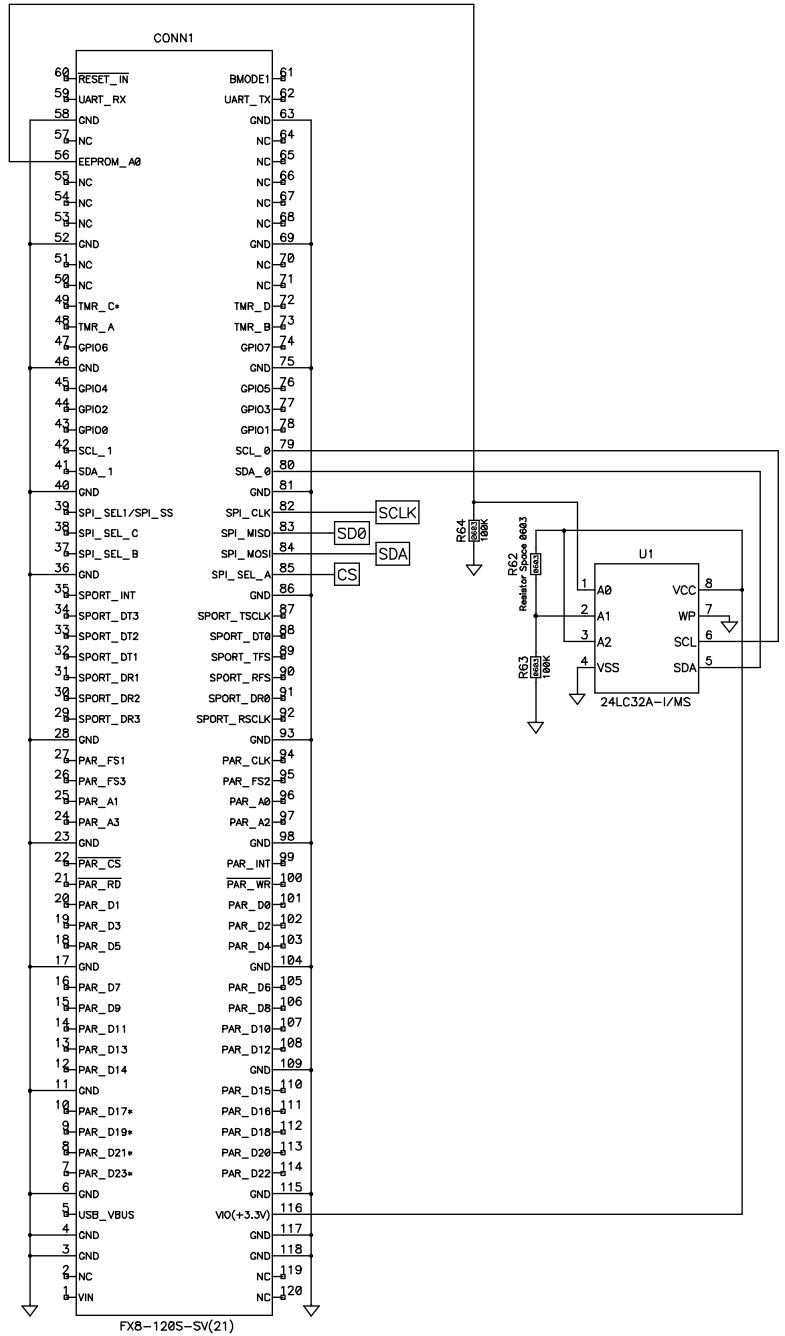 CONN1
60 RESET_IN BMODE1 61
59 UART_RX UART_TX 62
58 GND GND 63
57 NC NC 64
56 EEPROM_A0 NC 65
55 NC NC 66
54 NC NC 67
53 NC NC 68
52 GND GND 69
51 NC NC 70
50 NC NC 71
49 TMR_C* TMR_D 72
48 TMR_A TMR_B 73
47 GPIO6 GPIO7 74
46 GND GND 75
45 GPIO4 GPIO5 76
44 GPIO2 GPIO3 77
43 GPIO0 GPIO1 78
42 SCL_1 SCL_0 79
41 SDA_1 SDA_0 80
40 GND GND 81
39 SPI_SEL1/SPI_SS SPI_CLK 82 SCLK
38 SPI_SEL_C SPI_MISO 83 SD0
37 SPI_SEL_B SPI_MOSI 84 SDA
36 GND SPI_SEL_A 85 CS
35 SPORT_INT GND 86
34 SPORT_DT3 SPORT_TSCLK 87
33 SPORT_DT2 SPORT_DT0 88
32 SPORT_DT1 SPORT_TFS 89
31 SPORT_DR1 SPORT_RFS 90
30 SPORT_DR2 SPORT_DR0 91
29 SPORT_DR3 SPORT_RSCLK 92
28 GND GND 93
27 PAR_FS1 PAR_CLK 94
26 PAR_FS3 PAR_FS2 95
25 PAR_A1 PAR_A0 96
24 PAR_A3 PAR_A2 97
23 GND GND 98
22 PAR_CS PAR_INT 99
21 PAR_RD PAR_WR 100
20 PAR_D1 PAR_D0 101
19 PAR_D3 PAR_D2 102
18 PAR_D5 PAR_D4 103
17 GND GND 104
16 PAR_D7 PAR_D6 105
15 PAR_D9 PAR_D8 106
14 PAR_D11 PAR_D10 107
13 PAR_D13 PAR_D12 108
12 PAR_D14 GND 109
11 GND PAR_D15 110
10 PAR_D17* PAR_D16 111
9 PAR_D19* PAR_D18 112
8 PAR_D21* PAR_D20 113
7 PAR_D23* PAR_D22 114
6 GND GND 115
5 USB_VBUS VIO(+3.3V) 116
4 GND GND 117
3 GND GND 118
2 NC NC 119
1 VIN NC 120
FX8-120S-SV(21)
R64
0603
100K
R62
Resistor Space 0603
0603
R63
0603
100K
U1
1 A0 VCC 8
2 A1 WP 7
3 A2 SCL 6
4 VSS SDA 5
24LC32A-I/MS